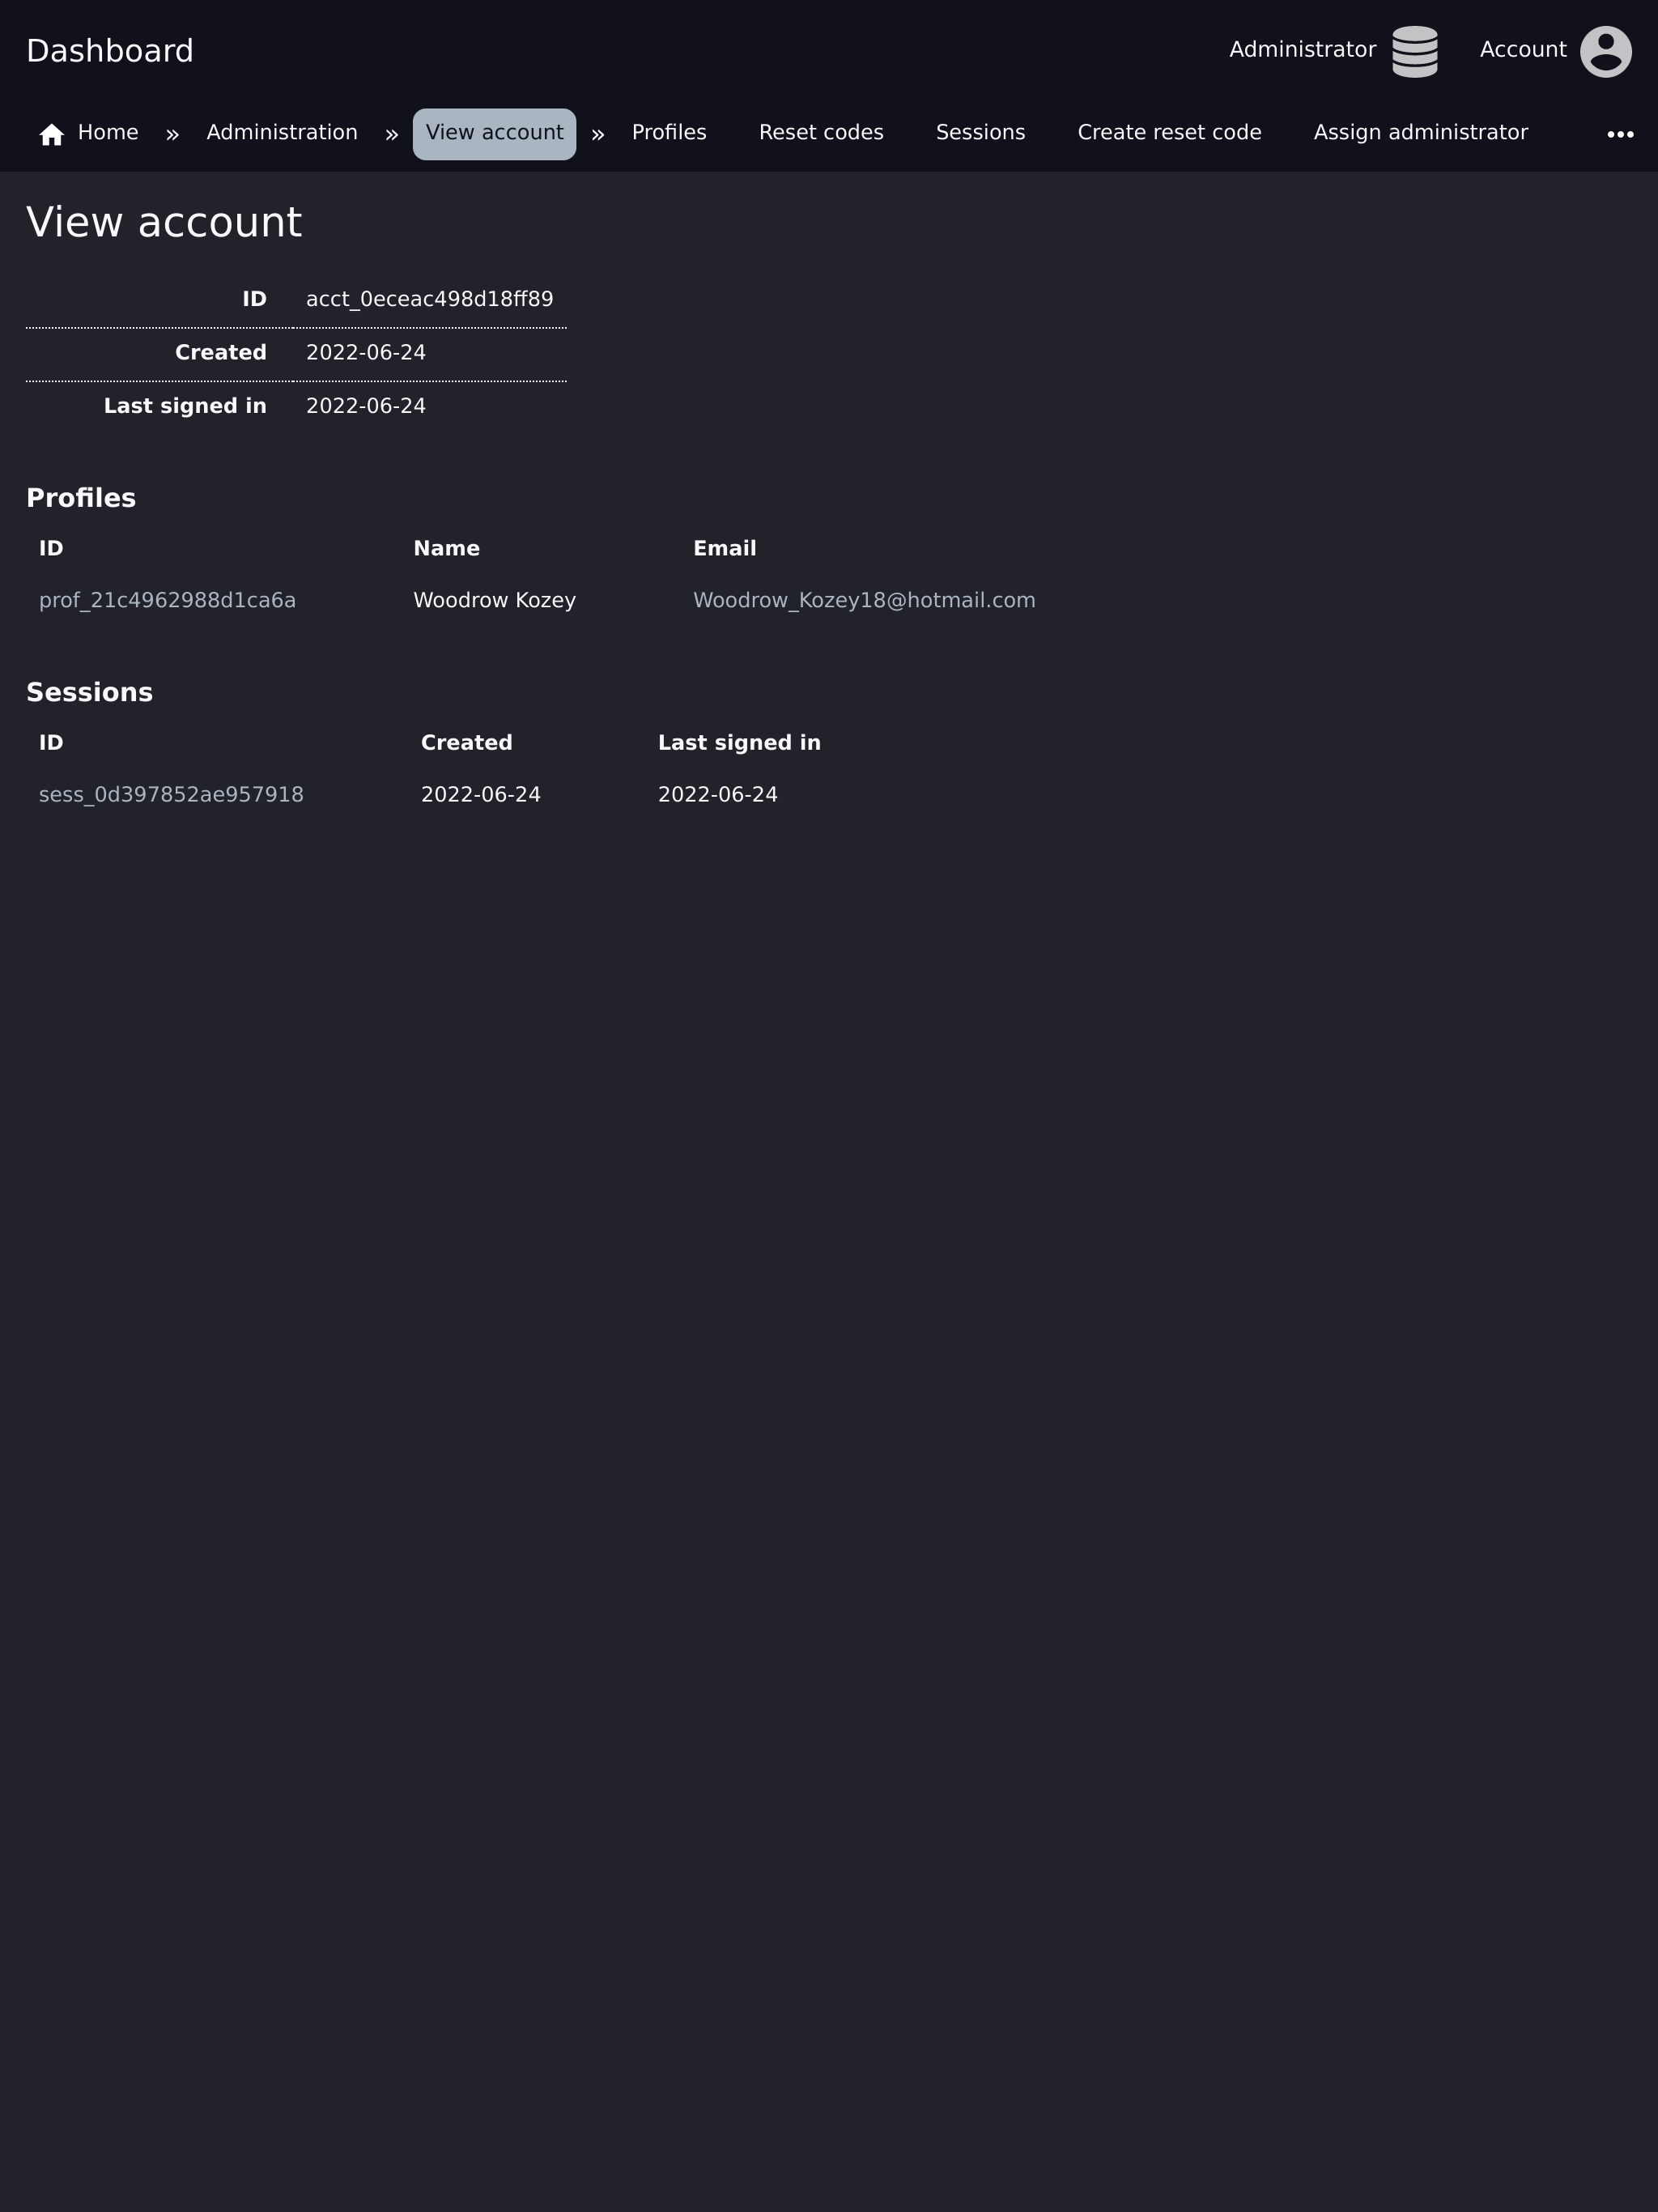 Dashboard
Administrator
Account
Home » Administration » View account » Profiles Reset codes Sessions Create reset code Assign administrator •••
View account
ID acct_0eceac498d18ff89
Created 2022-06-24
Last signed in 2022-06-24
Profiles
ID Name Email
prof_21c4962988d1ca6a Woodrow Kozey Woodrow_Kozey18@hotmail.com
Sessions
ID Created Last signed in
sess_0d397852ae957918 2022-06-24 2022-06-24